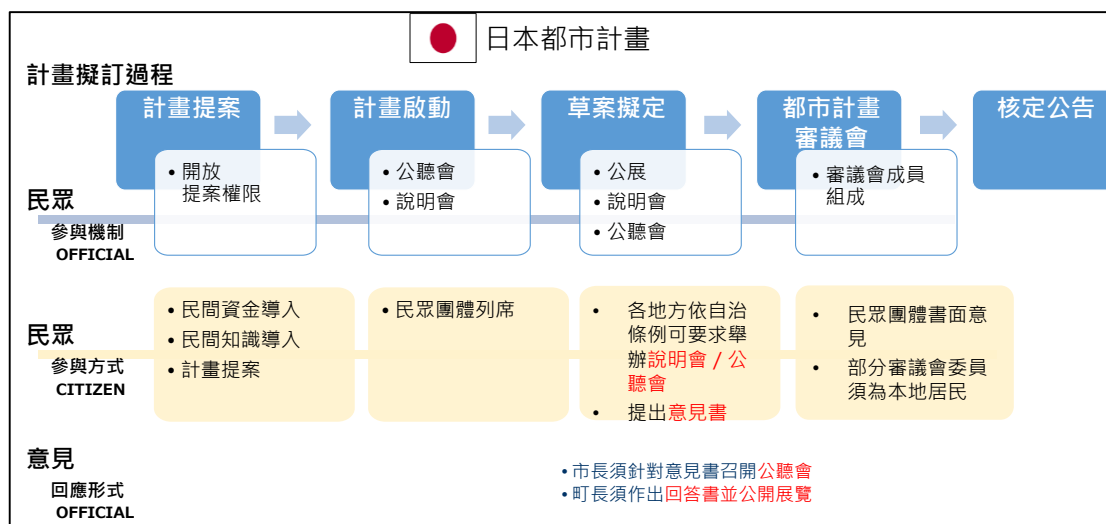 日本都市計畫
計畫擬訂過程
計畫提案
計畫啟動
草案擬定
都市計畫
審議會
核定公告
民眾
參與機制
OFFICIAL
• 開放
提案權限
• 公聽會
• 說明會
• 公展
• 說明會
• 公聽會
• 審議會成員
組成
民眾
參與方式
CITIZEN
• 民間資金導入
• 民間知識導入
• 計畫提案
• 民眾團體列席
• 各地方依自治
條例可要求舉
辦說明會 / 公
聽會
• 提出意見書
• 民眾團體書面意
見
• 部分審議會委員
須為本地居民
意見
回應形式
OFFICIAL
• 市長須針對意見書召開公聽會
• 町長須作出回答書並公開展覽